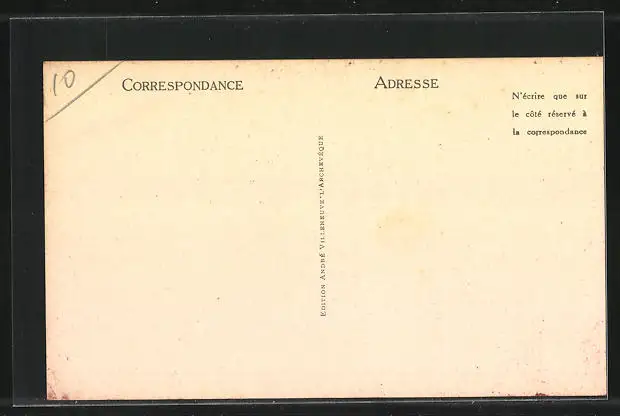 10
CORRESPONDANCE
ADRESSE
N'écrire que sur
le côté réservé à
la correspondance
EDITION ANDRÉ VILLENEUVE-L'ARCHEVÊQUE